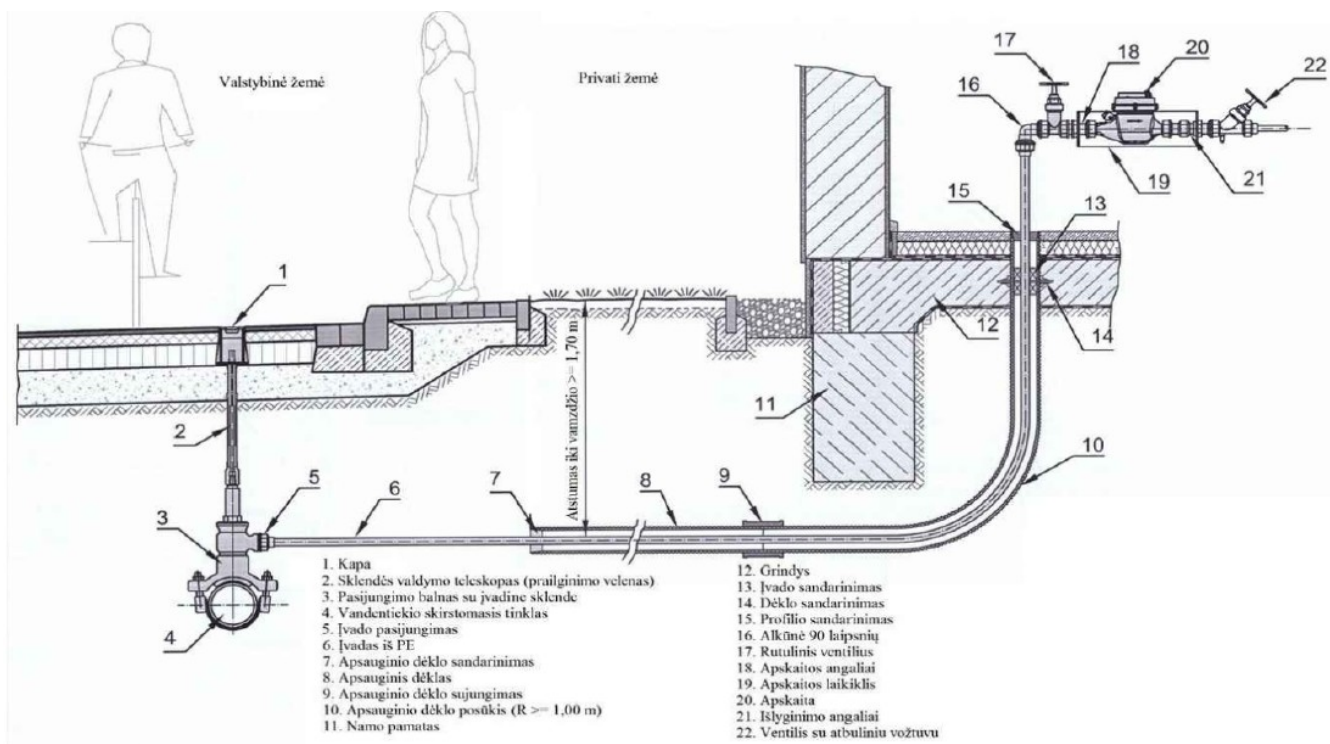 Valstybinė žemė
Privati žemė
17
18
20
22
16
19
21
15
13
1
12
14
2
11
Atstumas iki vamzdžio >= 1,70 m
10
5
6
7
8
9
3
4
1. Kapa
2. Sklendės valdymo teleskopas (prailginimo velenas)
3. Pasijungimo balnas su įvadine sklende
4. Vandentiekio skirstomasis tinklas
5. Įvado pasijungimas
6. Įvadas iš PE
7. Apsauginio dėklo sandarinimas
8. Apsauginis dėklas
9. Apsauginio dėklo sujungimas
10. Apsauginio dėklo posūkis (R >= 1,00 m)
11. Namo pamatas
12. Grindys
13. Įvado sandarinimas
14. Dėklo sandarinimas
15. Profilio sandarinimas
16. Alkūnė 90 laipsnių
17. Rutulinis ventilius
18. Apskaitos angaliai
19. Apskaitos laikiklis
20. Apskaita
21. Išlyginimo angaliai
22. Ventilis su atbuliniu vožtuvu